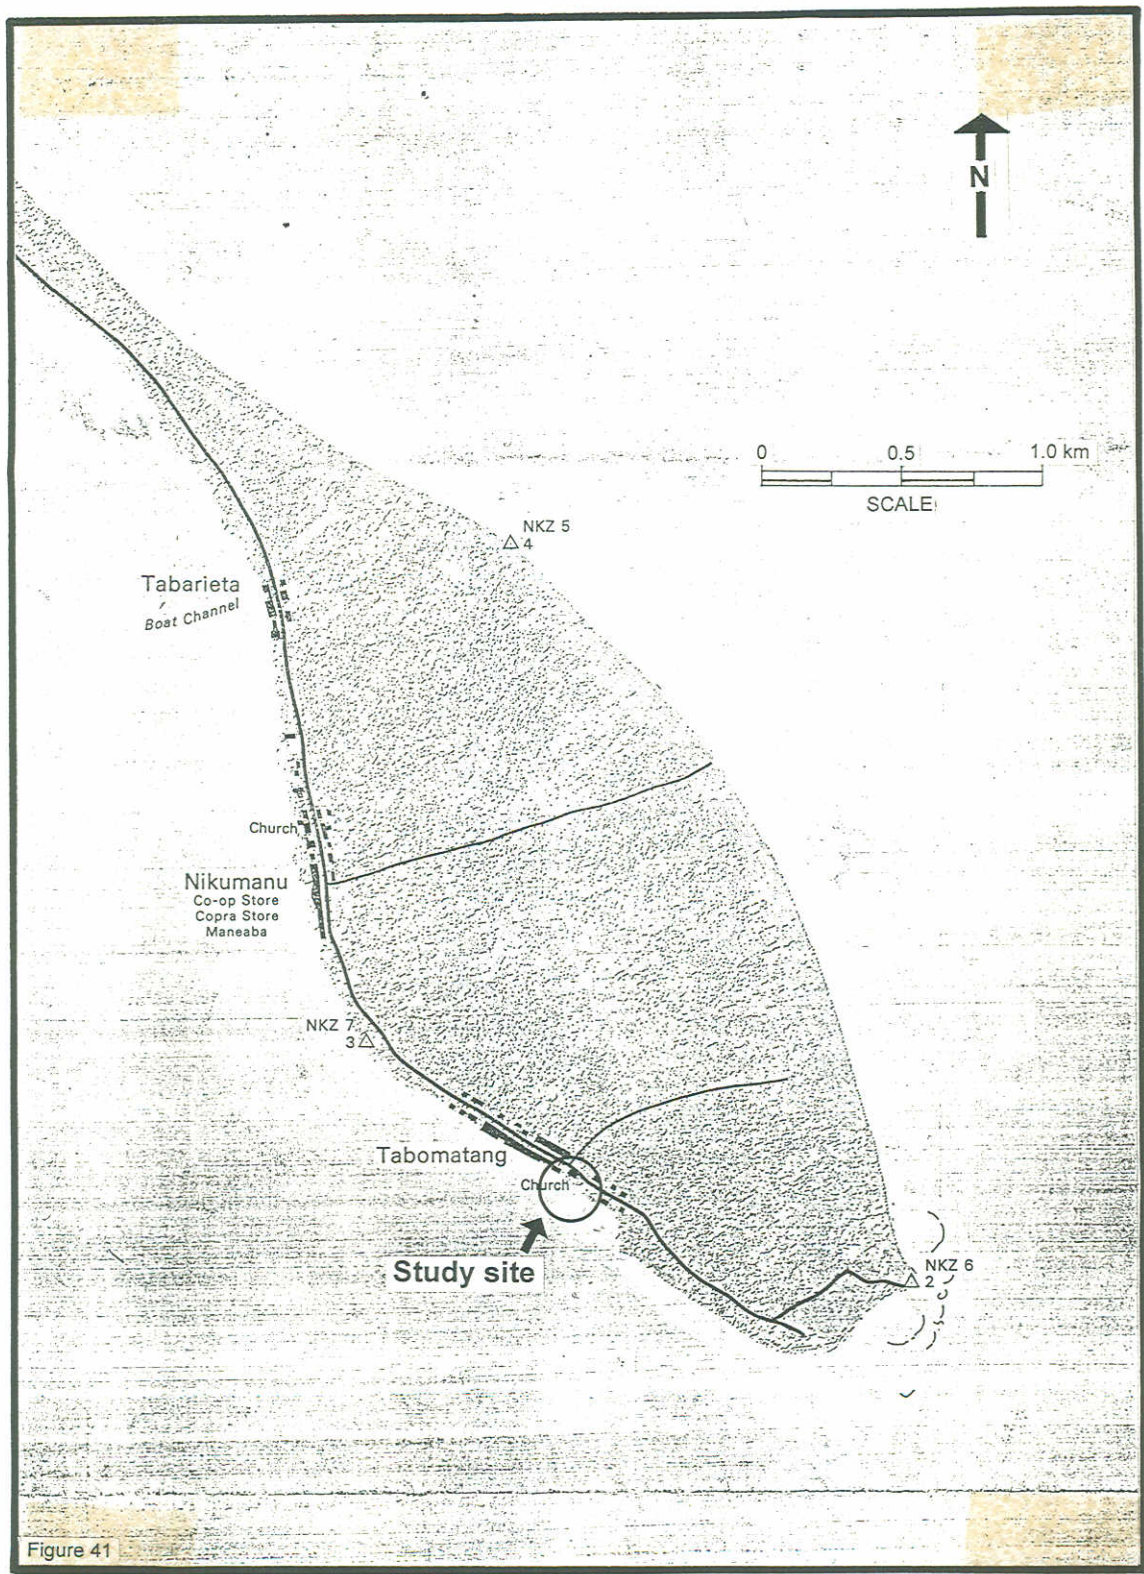 N
0 0.5 1.0 km
SCALE
NKZ 5
4
Tabarieta
Boat Channel
Church
Nikumanu
Co-op Store
Copra Store
Maneaba
NKZ 7
3
Tabomatang
Church
Study site
NKZ 6
2
Figure 41